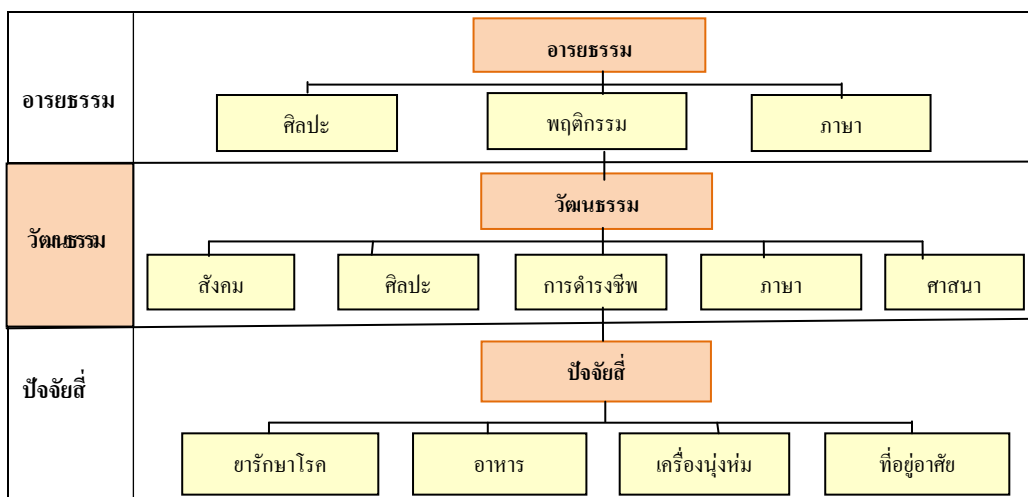 อารยธรรม
อารยธรรม
ศิลปะ พฤติกรรม ภาษา
วัฒนธรรม
วัฒนธรรม
สังคม ศิลปะ การดำรงชีพ ภาษา ศาสนา
ปัจจัยสี่
ปัจจัยสี่
ยารักษาโรค อาหาร เครื่องนุ่งห่ม ที่อยู่อาศัย